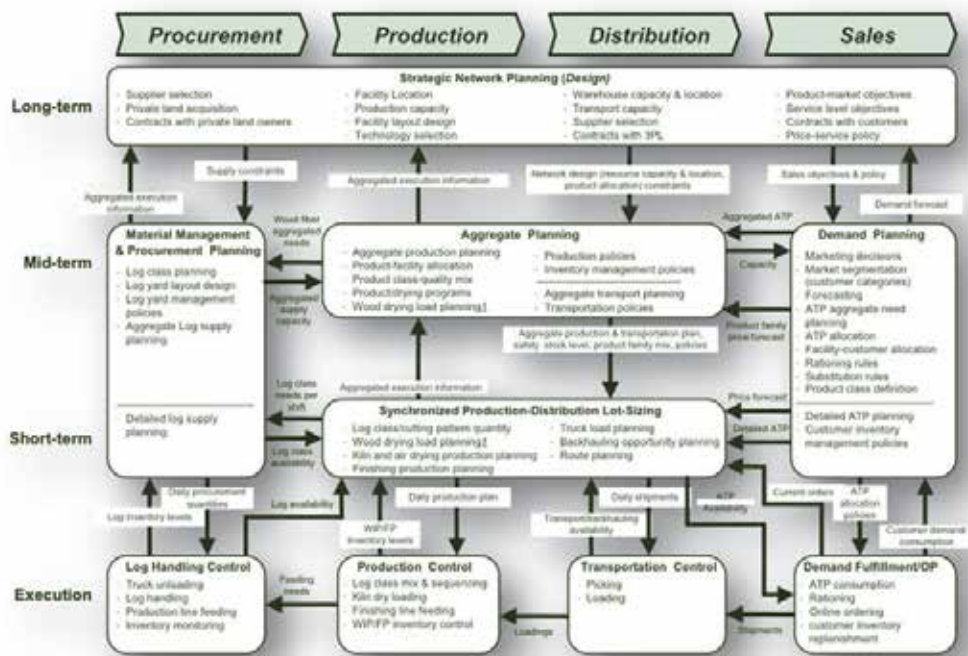 Procurement
Production
Distribution
Sales
Long-term
Strategic Network Planning (Design)
- Supplier selection
- Private land acquisition
- Contracts with private land owners
- Facility Location
- Production capacity
- Facility layout design
- Technology selection
- Warehouse capacity & location
- Transport capacity
- Supplier selection
- Contracts with 3PL
- Product-market objectives
- Service level objectives
- Contracts with customers
- Price-service policy
Aggregated execution
information
Supply constraints
Aggregated execution information
Network design (resource capacity & location,
product allocation) constraints
Sales objectives & policy
Demand forecast
Mid-term
Material Management
& Procurement Planning
- Log class planning
- Log yard layout design
- Log yard management
policies
- Aggregate Log supply
planning
Detailed log supply
planning
Wood fiber
aggregated
needs
Aggregated
supply
capacity
Aggregate Planning
- Aggregate production planning
- Product-facility allocation
- Product class-quality mix
- Product/drying programs
- Wood drying load planning‡
- Production policies
- Inventory management policies
- Aggregate transport planning
- Transportation policies
Aggregated ATP
Capacity
Product family
price/forecast
Demand Planning
- Marketing decisions
- Market segmentation
(customer categories)
- Forecasting
- ATP aggregate need
planning
- ATP allocation
- Facility-customer allocation
- Rationing rules
- Substitution rules
- Product class definition
- Detailed ATP planning
- Customer inventory
management policies
Aggregated execution information
Aggregate production & transportation plan,
safety stock level, product family mix, policies
Short-term
Log class
needs per
shift
Log class
availability
Synchronized Production-Distribution Lot-Sizing
- Log class/cutting pattern quantity
- Wood drying load planning‡
- Kiln and air drying production planning
- Finishing production planning
- Truck load planning
- Backhauling opportunity planning
- Route planning
Price forecast
Detailed ATP
Log inventory levels
Daily procurement
quantities
Log availability
WIP/FP
Inventory levels
Daily production plan
Transport/backhauling
availability
Daily shipments
ATP
Availability
Current orders
ATP
allocation
policies
Customer demand
consumption
Execution
Log Handling Control
- Truck unloading
- Log handling
- Production line feeding
- Inventory monitoring
Feeding
needs
Production Control
- Log class mix & sequencing
- Kiln dry loading
- Finishing line feeding
- WIP/FP inventory control
Loadings
Transportation Control
- Picking
- Loading
Shipments
Demand Fulfillment/OP
- ATP consumption
- Rationing
- Online ordering
- customer inventory
replenishment